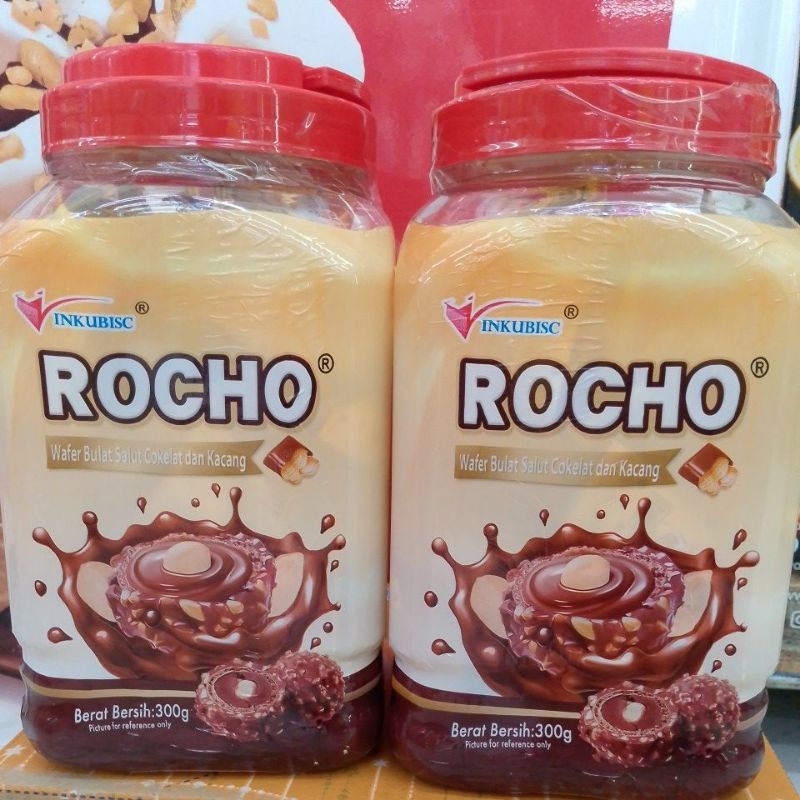 INKUBISC ®
ROCHO ®
Wafer Bulat Salut Cokelat dan Kacang
Berat Bersih:300g
Picture for reference only
INKUBISC ®
ROCHO ®
Wafer Bulat Salut Cokelat dan Kacang
Berat Bersih:300g
Picture for reference only